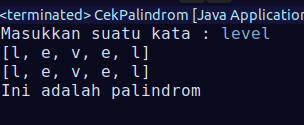 <terminated> CekPalindrom [Java Application
Masukkan suatu kata : level
[l, e, v, e, l]
[l, e, v, e, l]
Ini adalah palindrom